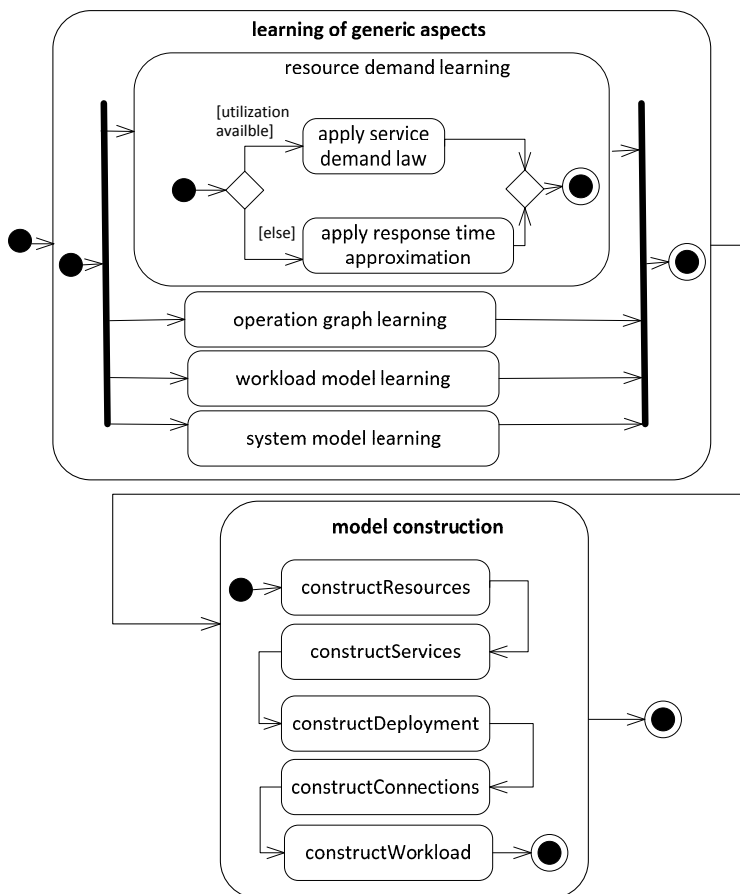 learning of generic aspects
resource demand learning
[utilization
availble]
apply service
demand law
[else]
apply response time
approximation
operation graph learning
workload model learning
system model learning
model construction
constructResources
constructServices
constructDeployment
constructConnections
constructWorkload